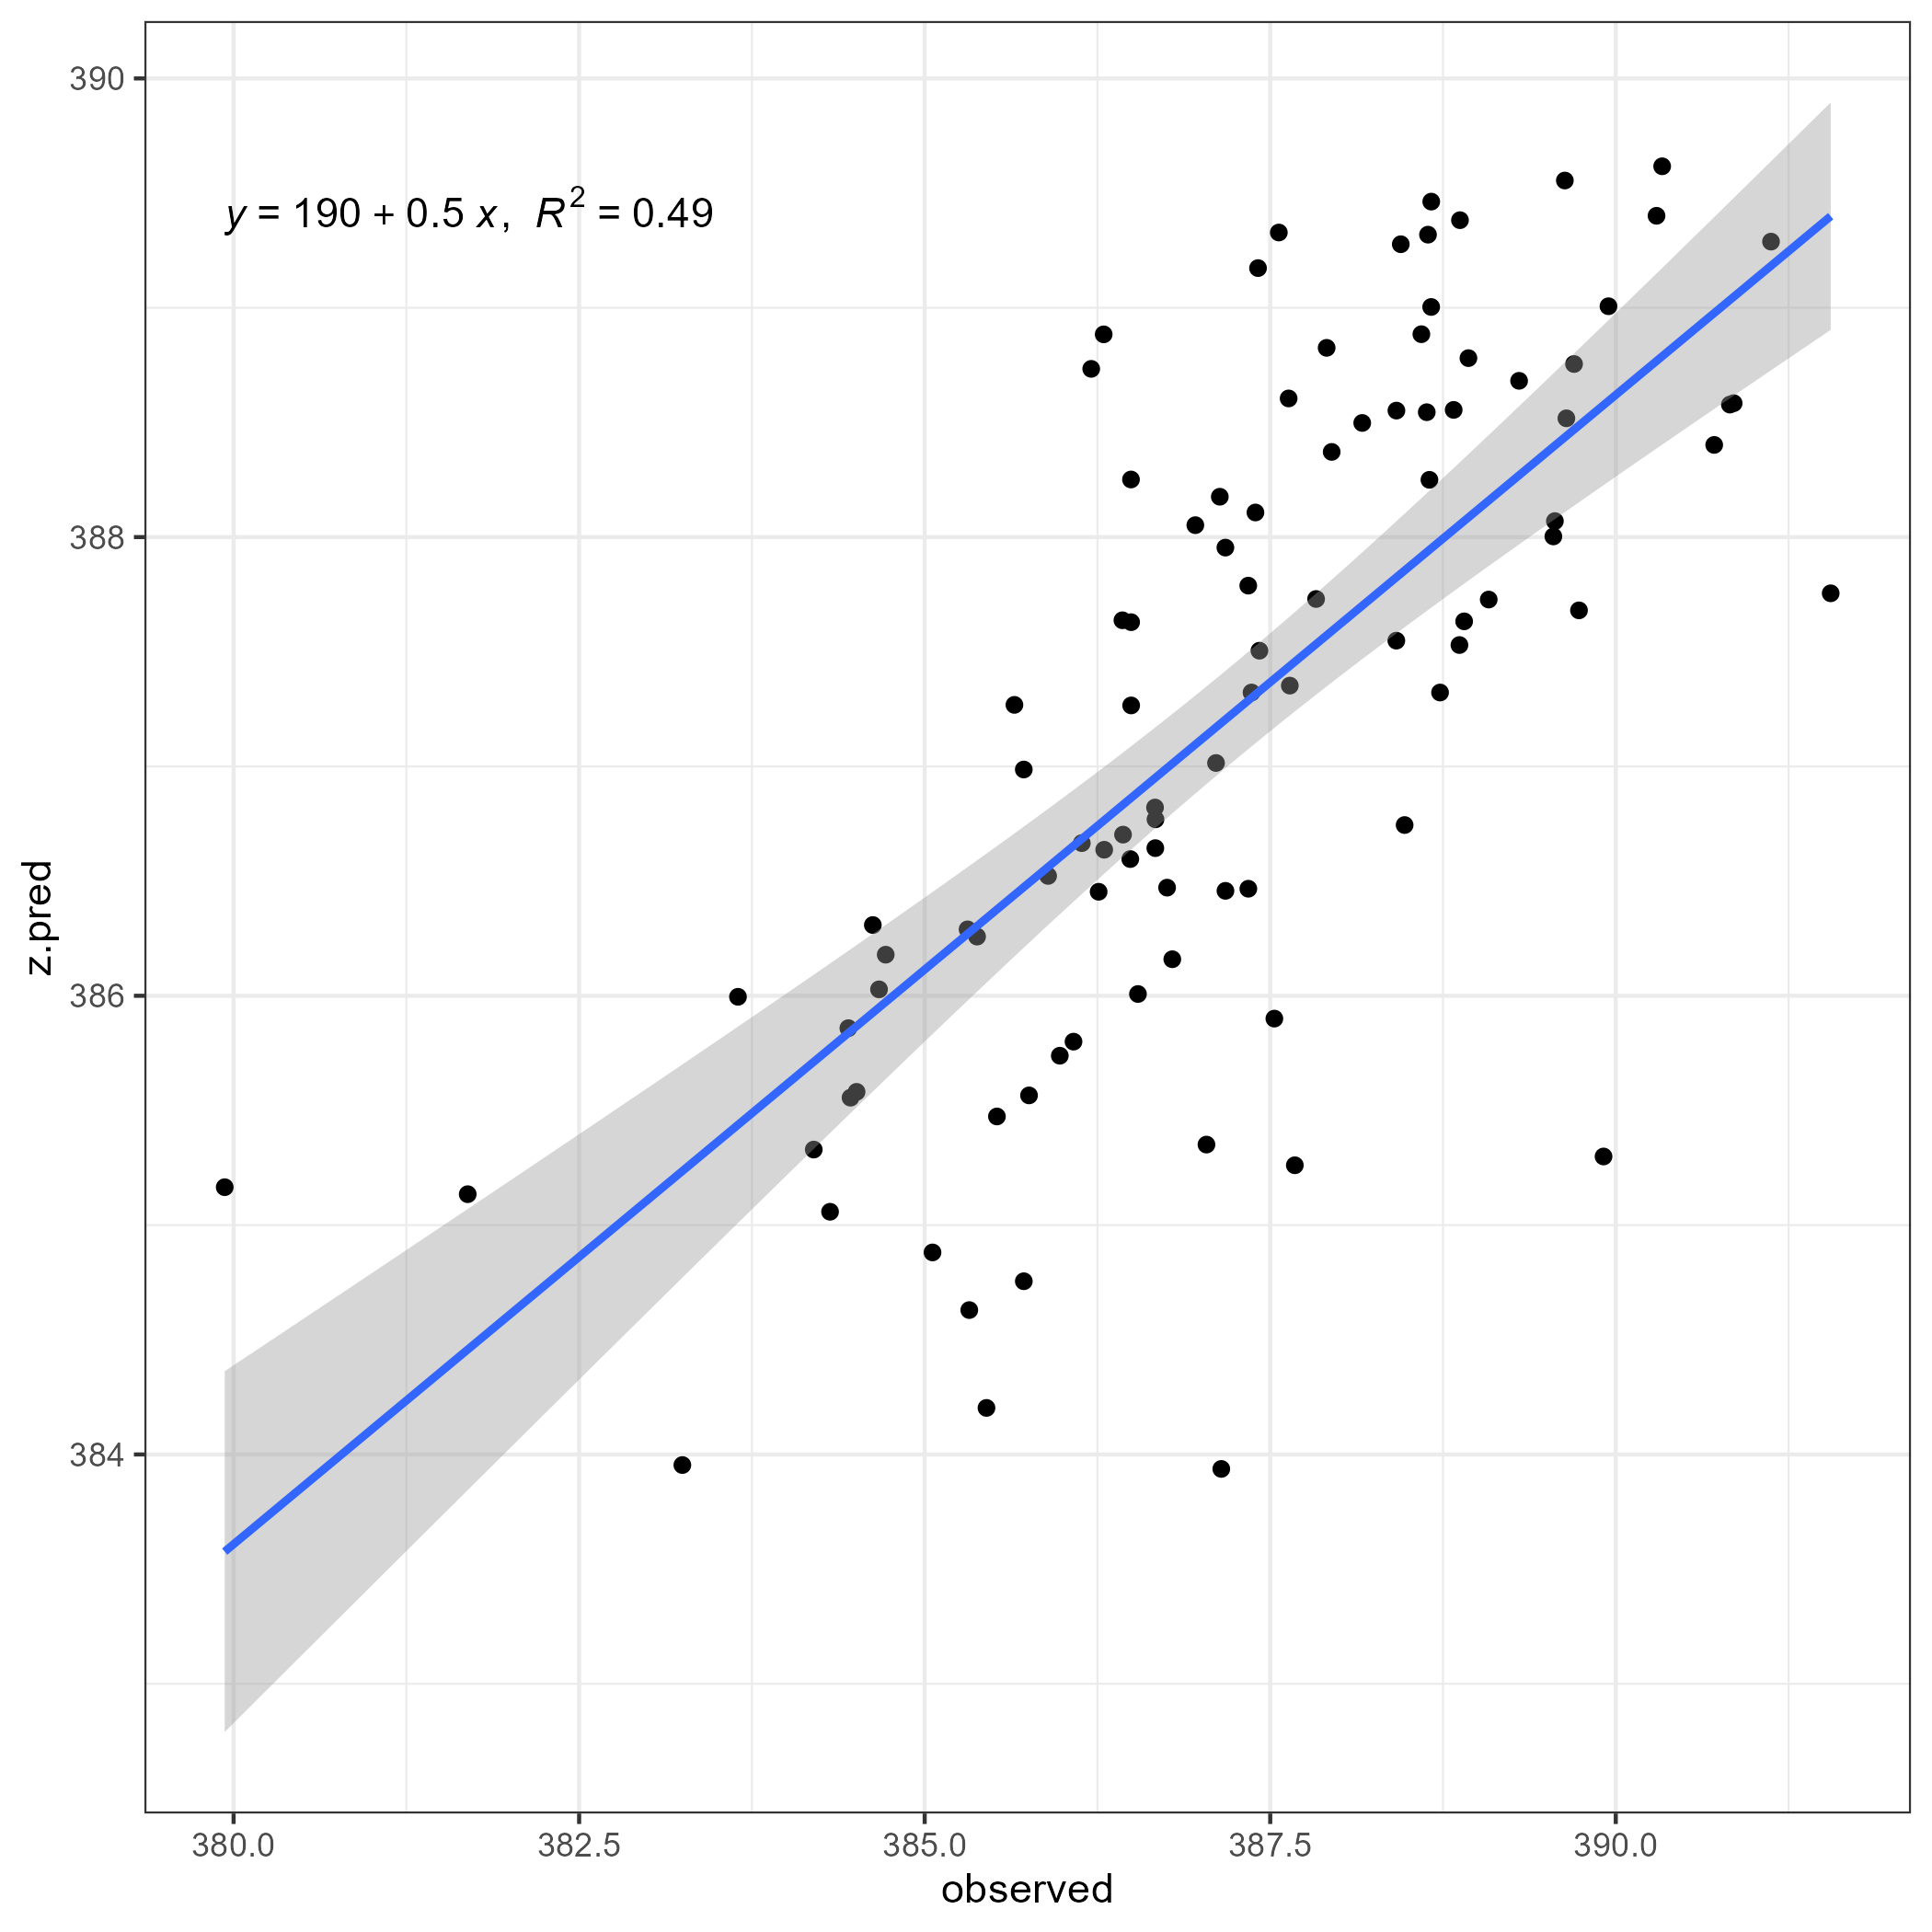 390
y = 190 + 0.5 x, R² = 0.49
388
z.pred
386
384
380.0 382.5 385.0 387.5 390.0
observed